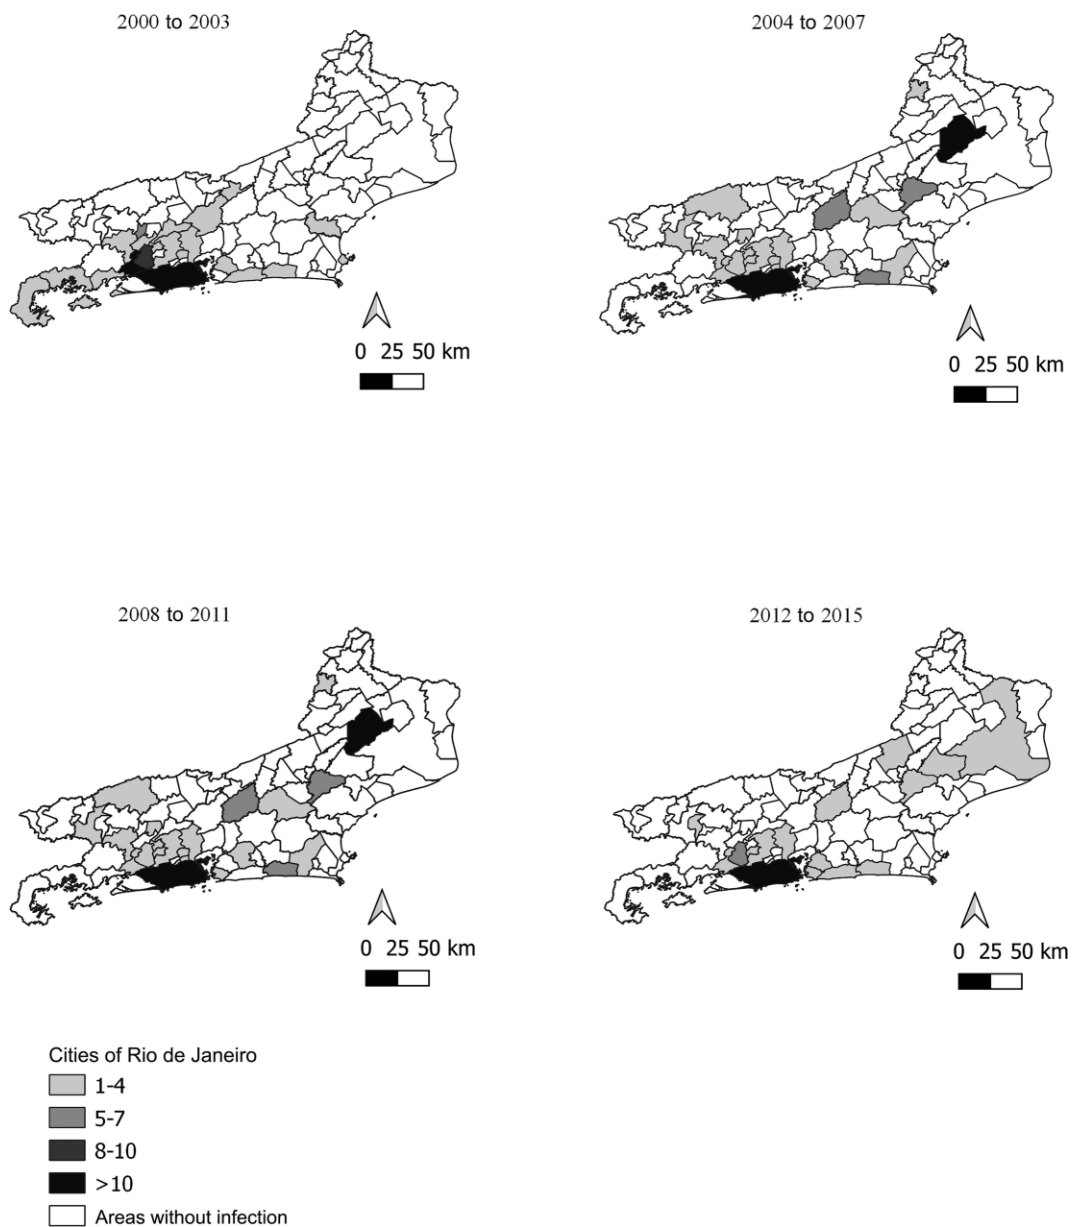 2000 to 2003
2004 to 2007
0 25 50 km
0 25 50 km
2008 to 2011
2012 to 2015
0 25 50 km
0 25 50 km
Cities of Rio de Janeiro
1-4
5-7
8-10
>10
Areas without infection